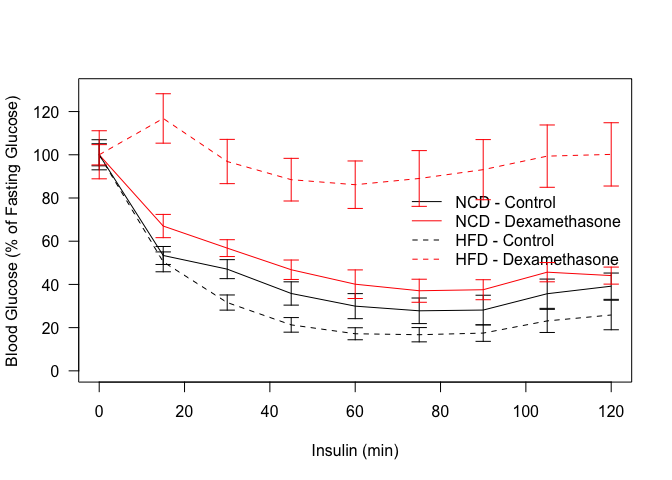 Blood Glucose (% of Fasting Glucose)
120
100
80
60
40
20
0
NCD - Control
NCD - Dexamethasone
HFD - Control
HFD - Dexamethasone
0 20 40 60 80 100 120
Insulin (min)